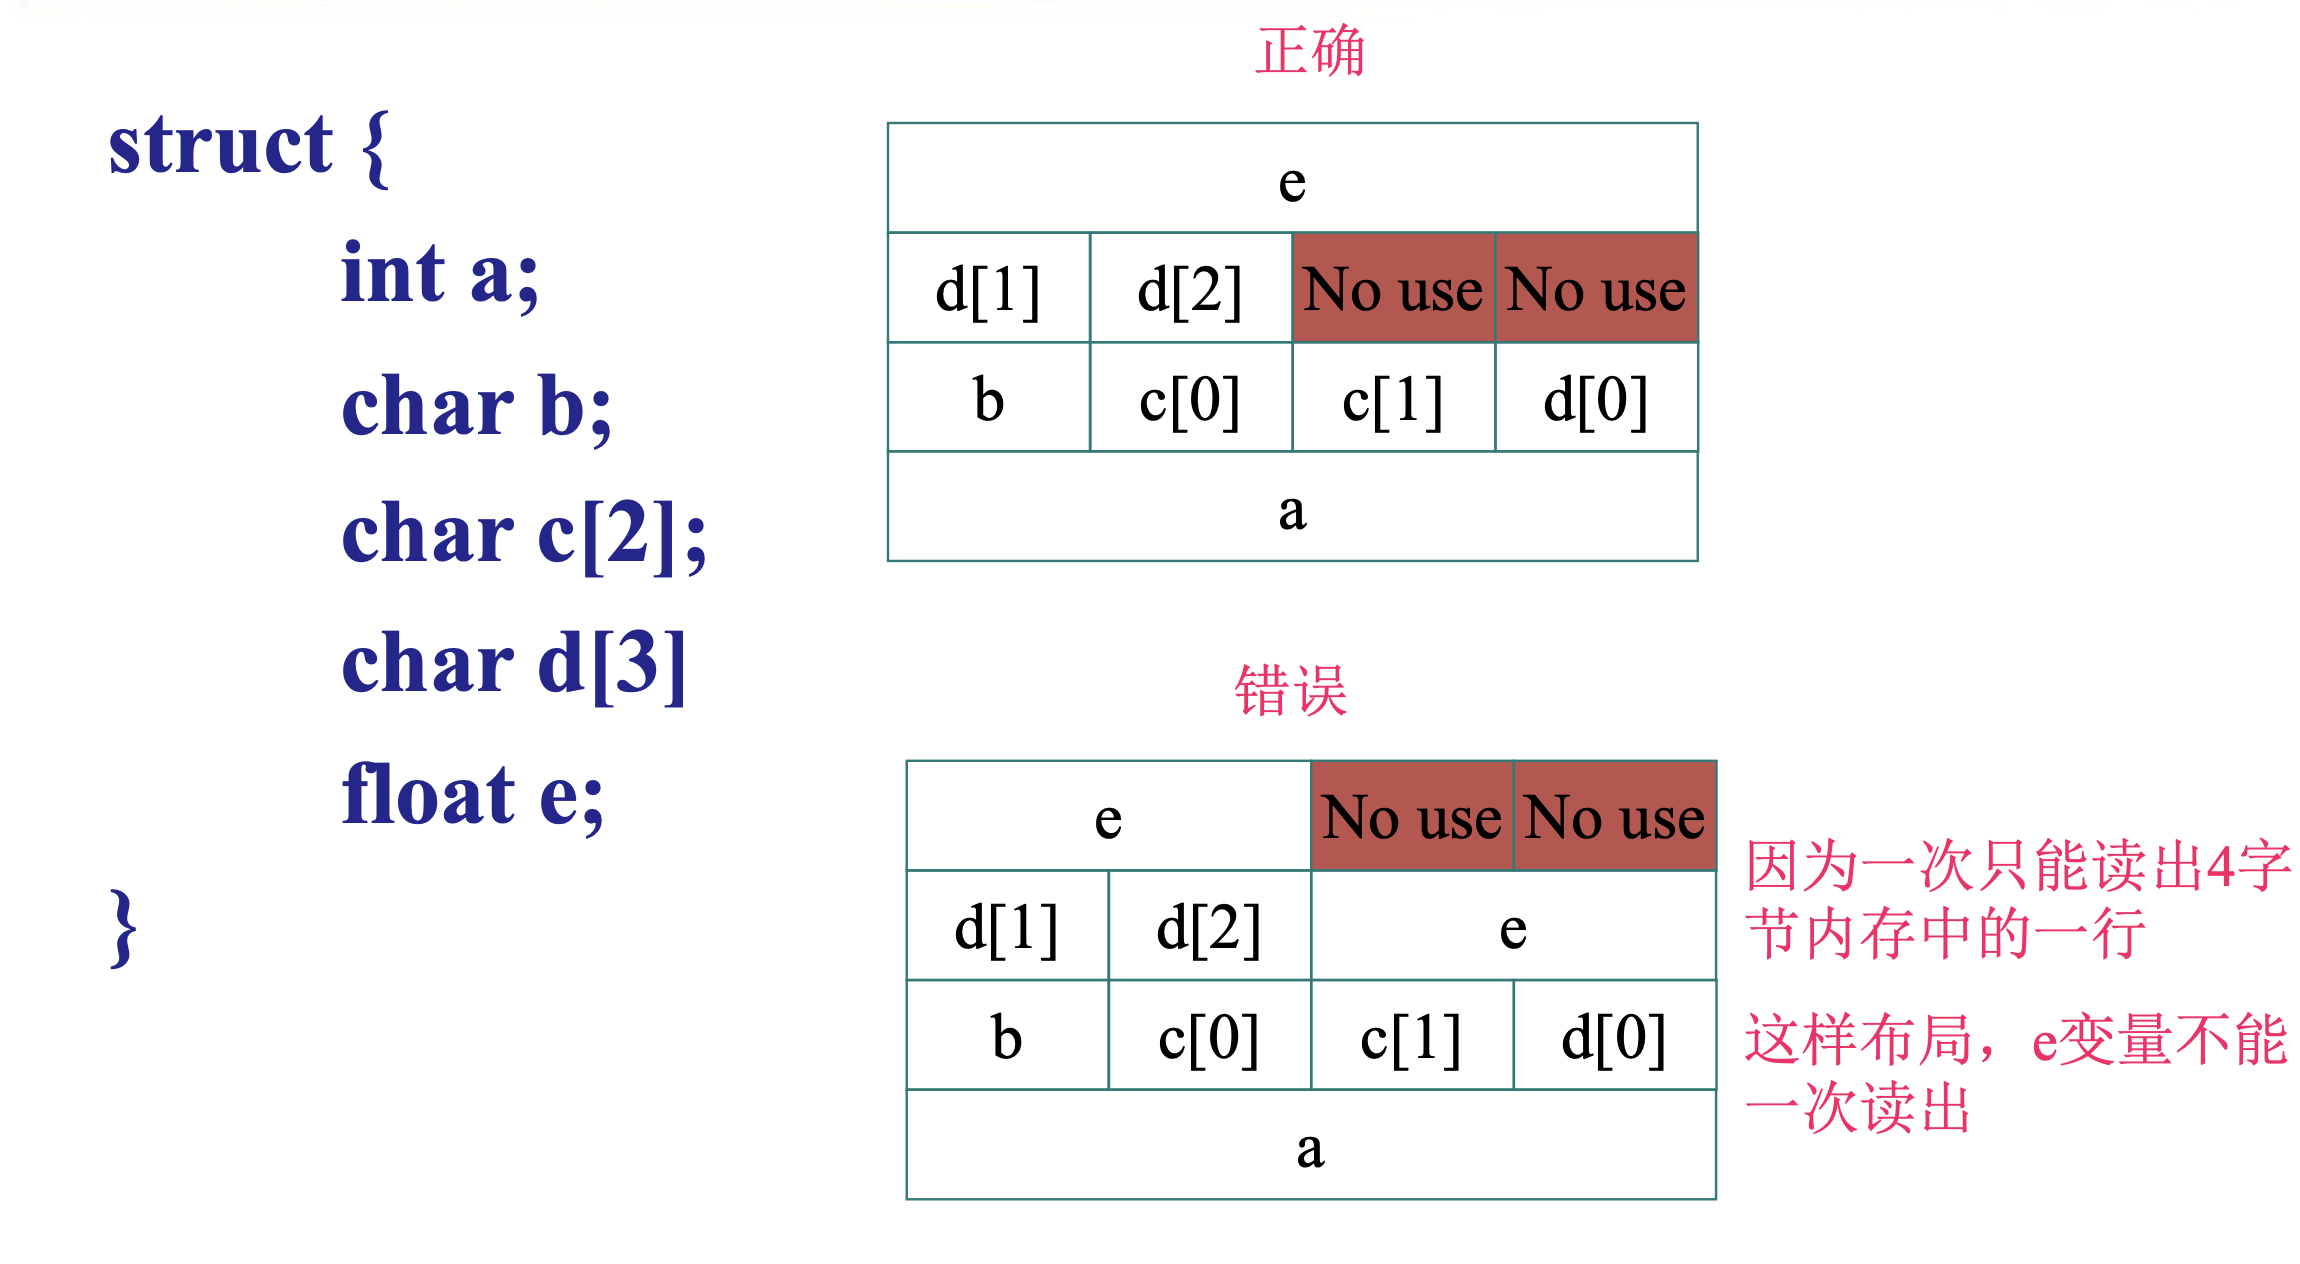 struct {
int a;
char b;
char c[2];
char d[3]
float e;
}
正确
e
d[1] d[2] No use No use
b c[0] c[1] d[0]
a
错误
e No use No use
d[1] d[2] e
b c[0] c[1] d[0]
a
因为一次只能读出4字
节内存中的一行
这样布局，e变量不能
一次读出